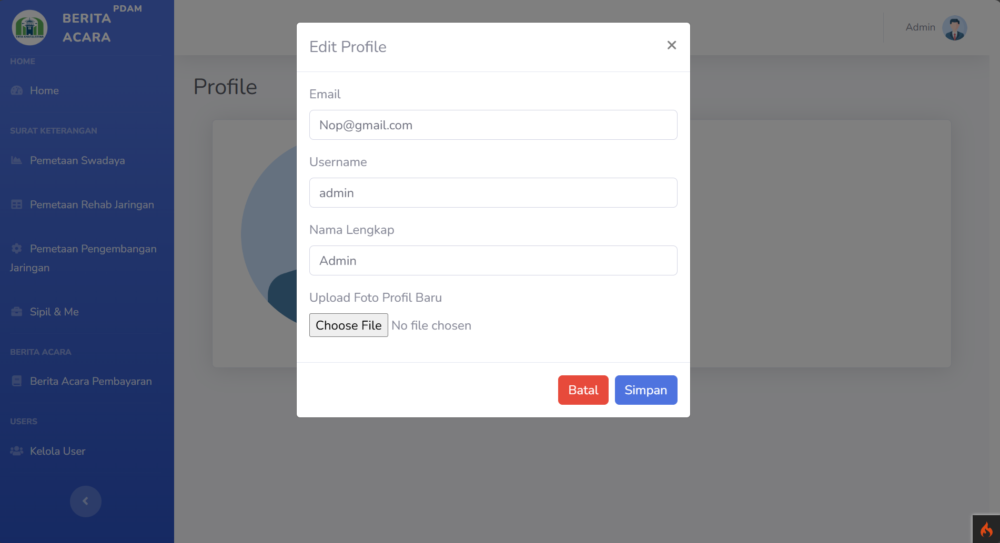 PDAM
BERITA
ACARA
HOME
Home
SURAT KETERANGAN
Pemetaan Swadaya
Pemetaan Rehab Jaringan
Pemetaan Pengembangan
Jaringan
Sipil & Me
BERITA ACARA
Berita Acara Pembayaran
USERS
Kelola User
Admin
Profile
Edit Profile
Email
Nop@gmail.com
Username
admin
Nama Lengkap
Admin
Upload Foto Profil Baru
Choose File No file chosen
Batal Simpan